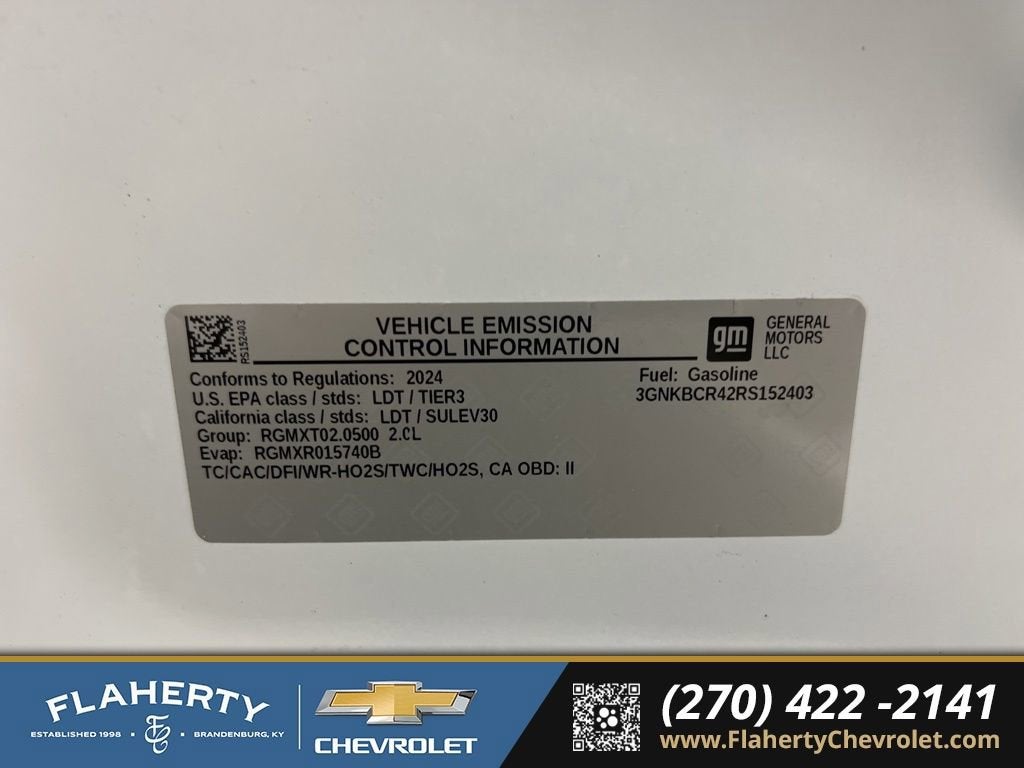 RS152403
VEHICLE EMISSION
CONTROL INFORMATION
gm
GENERAL
MOTORS
LLC
Conforms to Regulations: 2024
U.S. EPA class / stds: LDT / TIER3
California class / stds: LDT / SULEV30
Group: RGMXT02.0500 2.0L
Evap: RGMXR015740B
TC/CAC/DFI/WR-HO2S/TWC/HO2S, CA OBD: II
Fuel: Gasoline
3GNKBCR42RS152403
FLAHERTY
ESTABLISHED 1998 • • BRANDENBURG, KY
CHEVROLET
(270) 422 -2141
www.FlahertyChevrolet.com